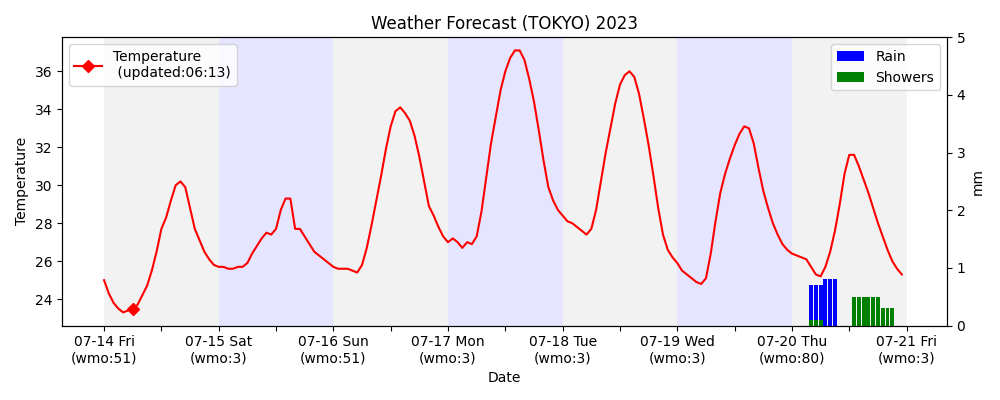 Weather Forecast (TOKYO) 2023
Temperature
(updated:06:13)
Rain
Showers
Temperature
36
34
32
30
28
26
24
5
4
3
2
1
0
mm
07-14 Fri
(wmo:51)
07-15 Sat
(wmo:3)
07-16 Sun
(wmo:51)
07-17 Mon
(wmo:3)
07-18 Tue
(wmo:3)
07-19 Wed
(wmo:3)
07-20 Thu
(wmo:80)
07-21 Fri
(wmo:3)
Date